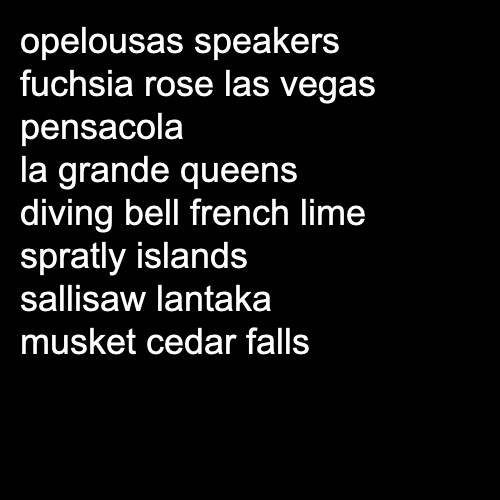 opelousas speakers
fuchsia rose las vegas
pensacola
la grande queens
diving bell french lime
spratly islands
sallisaw lantaka
musket cedar falls